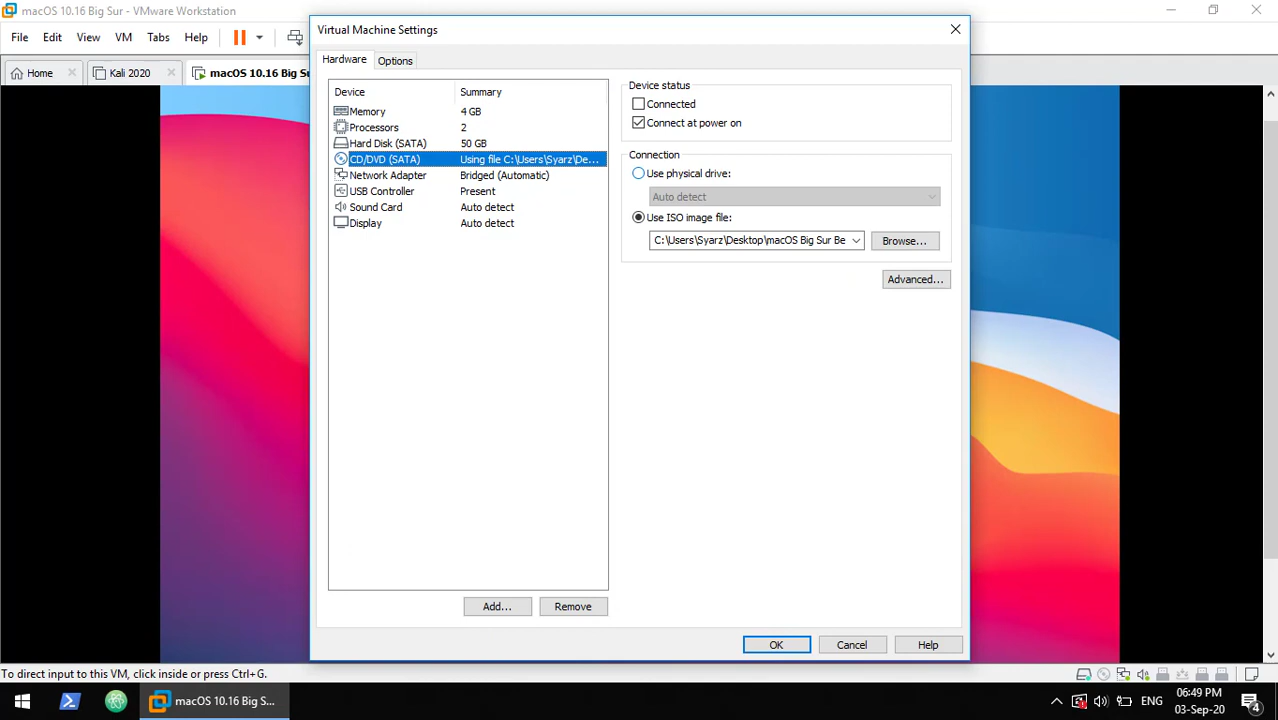 macOS 10.16 Big Sur - VMware Workstation
File Edit View VM Tabs Help
Home
Kali 2020
macOS 10.16 Big Su
Virtual Machine Settings
Hardware Options
Device Summary
Memory 4 GB
Processors 2
Hard Disk (SATA) 50 GB
CD/DVD (SATA) Using file C:\Users\Syarz\De...
Network Adapter Bridged (Automatic)
USB Controller Present
Sound Card Auto detect
Display Auto detect
Add... Remove
Device status
Connected
Connect at power on
Connection
Use physical drive:
Auto detect
Use ISO image file:
C:\Users\Syarz\Desktop\macOS Big Sur Be
Browse...
Advanced...
OK Cancel Help
To direct input to this VM, click inside or press Ctrl+G.
macOS 10.16 Big S...
ENG
06:49 PM
03-Sep-20
4